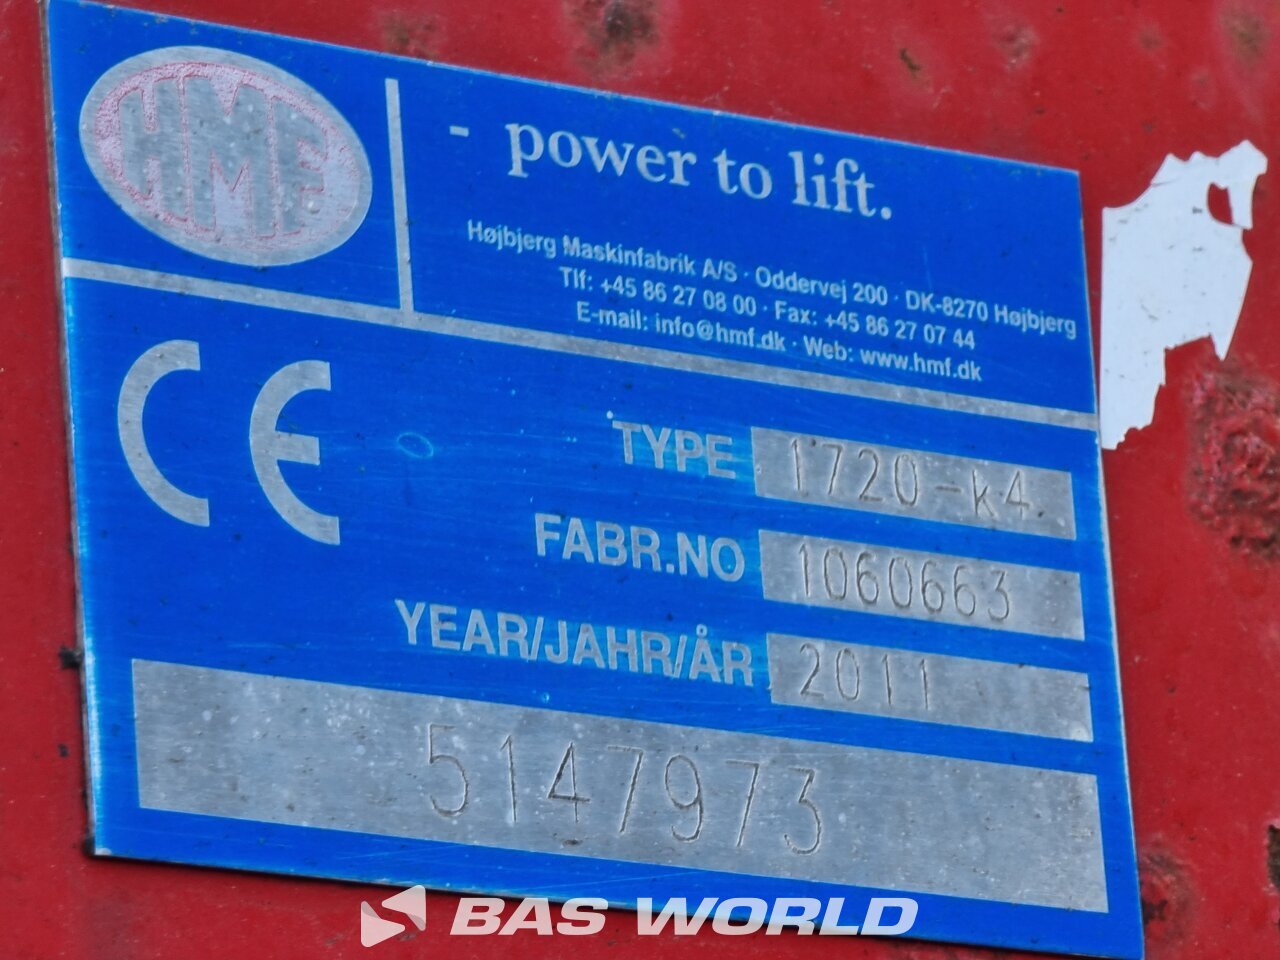 HMF
- power to lift.
Højbjerg Maskinfabrik A/S · Oddervej 200 · DK-8270 Højbjerg
Tlf: +45 86 27 08 00 · Fax: +45 86 27 07 44
E-mail: info@hmf.dk · Web: www.hmf.dk
CE
TYPE 1720-K4
FABR.NO 1060663
YEAR/JAHR/ÅR 2011
5147973
BAS WORLD